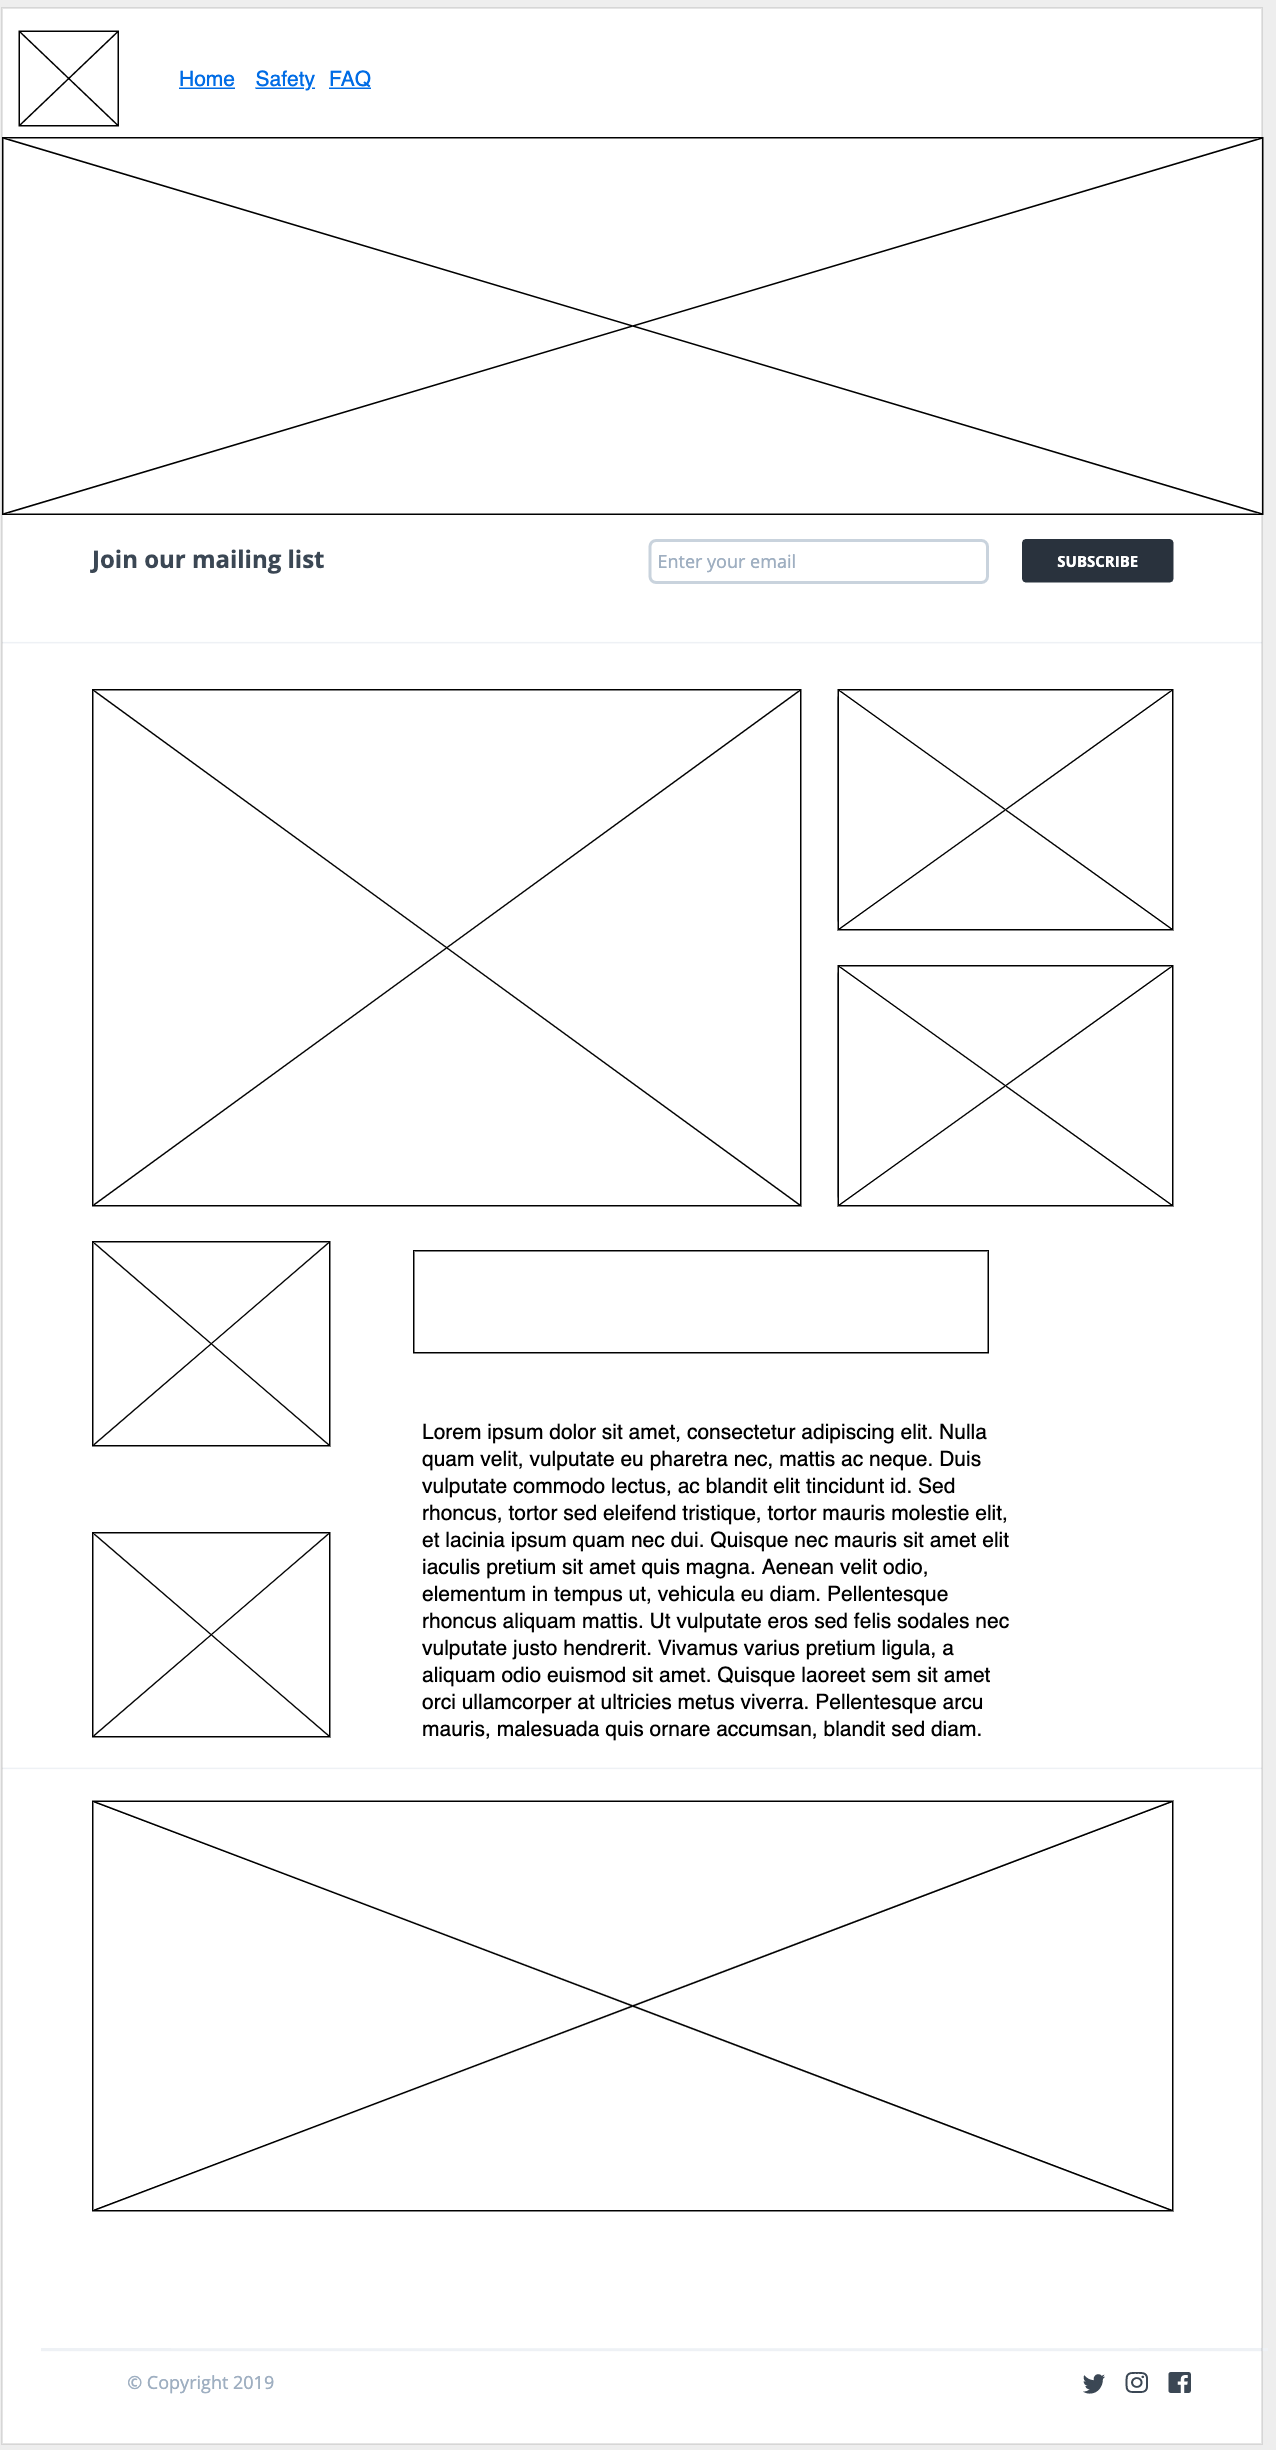 Home Safety FAQ
Join our mailing list
Enter your email
SUBSCRIBE
Lorem ipsum dolor sit amet, consectetur adipiscing elit. Nulla
quam velit, vulputate eu pharetra nec, mattis ac neque. Duis
vulputate commodo lectus, ac blandit elit tincidunt id. Sed
rhoncus, tortor sed eleifend tristique, tortor mauris molestie elit,
et lacinia ipsum quam nec dui. Quisque nec mauris sit amet elit
iaculis pretium sit amet quis magna. Aenean velit odio,
elementum in tempus ut, vehicula eu diam. Pellentesque
rhoncus aliquam mattis. Ut vulputate eros sed felis sodales nec
vulputate justo hendrerit. Vivamus varius pretium ligula, a
aliquam odio euismod sit amet. Quisque laoreet sem sit amet
orci ullamcorper at ultricies metus viverra. Pellentesque arcu
mauris, malesuada quis ornare accumsan, blandit sed diam.
© Copyright 2019